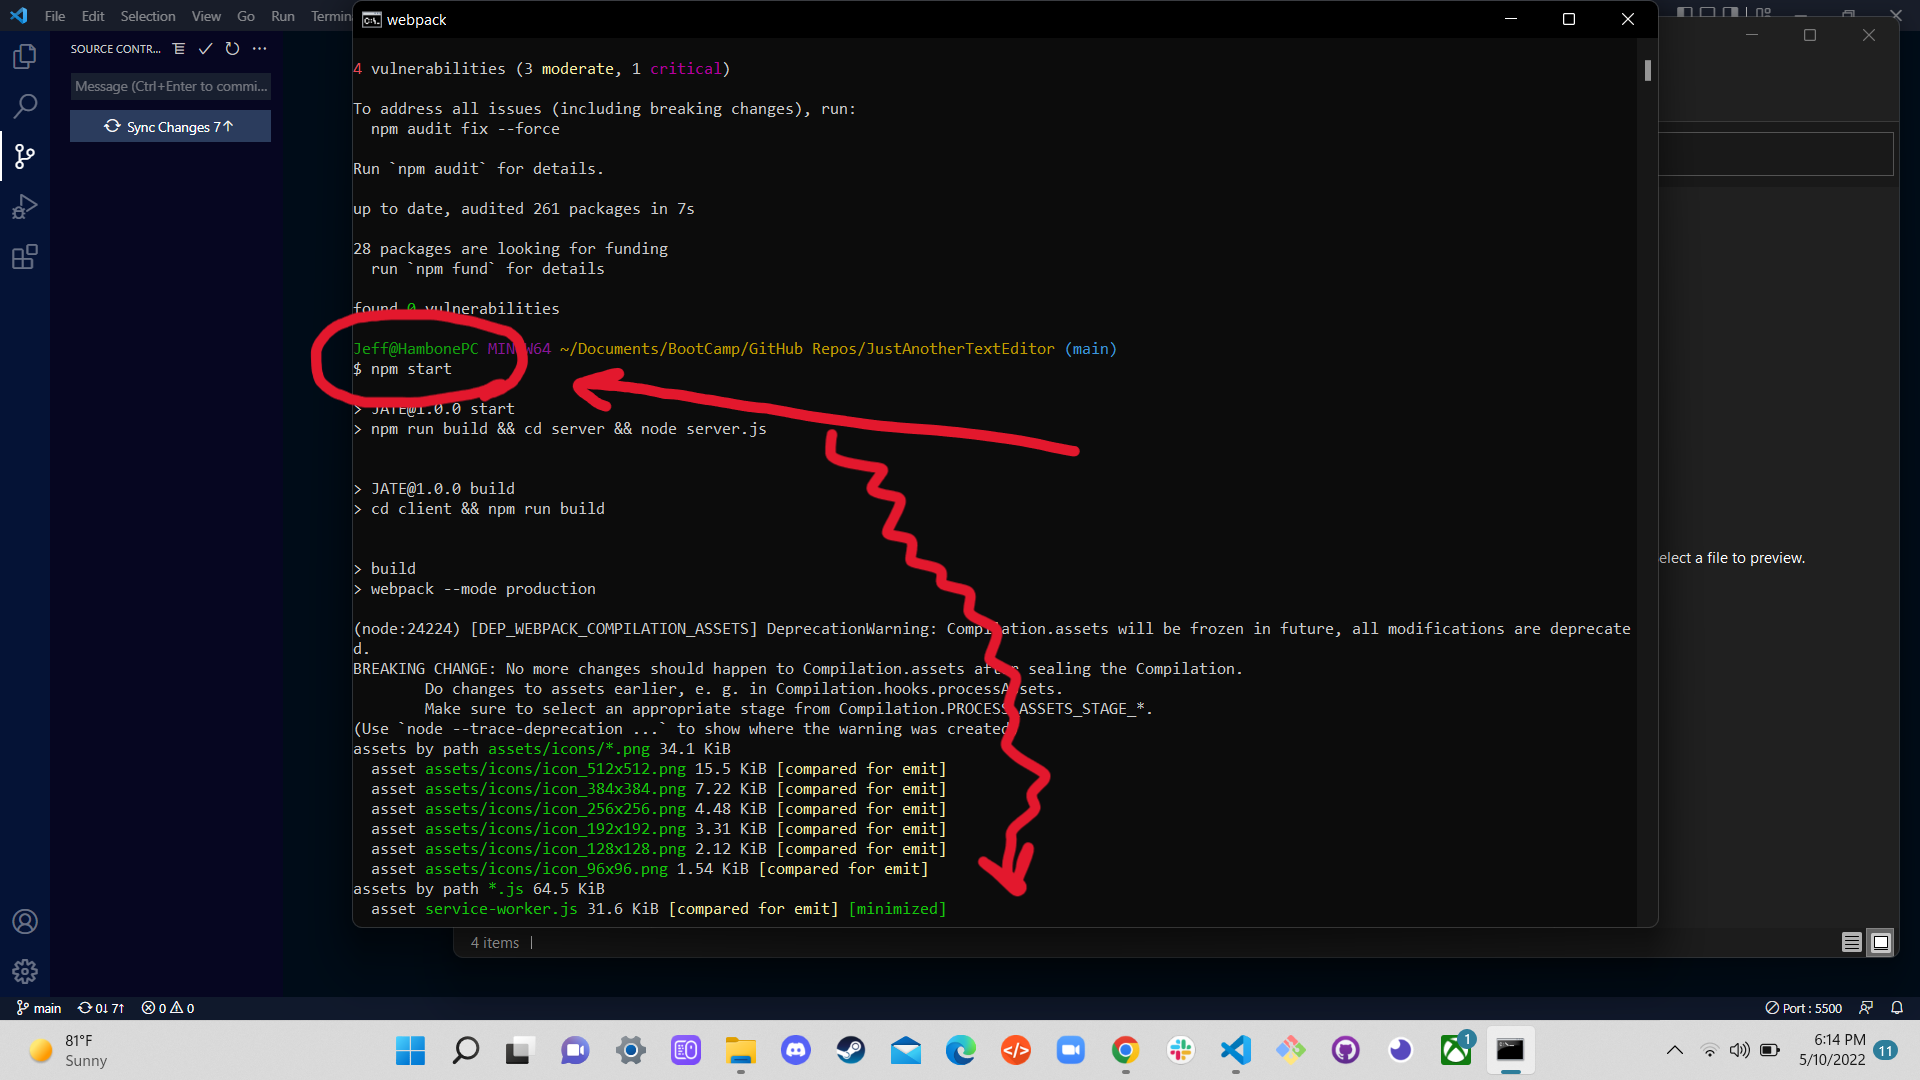 File Edit Selection View Go Run Termin
webpack
SOURCE CONTR...
Message (Ctrl+Enter to commi...
Sync Changes 7↑
4 vulnerabilities (3 moderate, 1 critical)
To address all issues (including breaking changes), run:
npm audit fix --force
Run `npm audit` for details.
up to date, audited 261 packages in 7s
28 packages are looking for funding
run `npm fund` for details
found 0 vulnerabilities
Jeff@HambonePC MINGW64 ~/Documents/BootCamp/GitHub Repos/JustAnotherTextEditor (main)
$ npm start
> JATE@1.0.0 start
> npm run build && cd server && node server.js
> JATE@1.0.0 build
> cd client && npm run build
> build
> webpack --mode production
(node:24224) [DEP_WEBPACK_COMPILATION_ASSETS] DeprecationWarning: Compilation.assets will be frozen in future, all modifications are deprecate
d.
BREAKING CHANGE: No more changes should happen to Compilation.assets after sealing the Compilation.
Do changes to assets earlier, e. g. in Compilation.hooks.processAssets.
Make sure to select an appropriate stage from Compilation.PROCESS_ASSETS_STAGE_*.
(Use `node --trace-deprecation ...` to show where the warning was created)
assets by path assets/icons/*.png 34.1 KiB
asset assets/icons/icon_512x512.png 15.5 KiB [compared for emit]
asset assets/icons/icon_384x384.png 7.22 KiB [compared for emit]
asset assets/icons/icon_256x256.png 4.48 KiB [compared for emit]
asset assets/icons/icon_192x192.png 3.31 KiB [compared for emit]
asset assets/icons/icon_128x128.png 2.12 KiB [compared for emit]
asset assets/icons/icon_96x96.png 1.54 KiB [compared for emit]
assets by path *.js 64.5 KiB
asset service-worker.js 31.6 KiB [compared for emit] [minimized]
elect a file to preview.
4 items
main 0↓ 7↑ 0 0
Port : 5500
81°F
Sunny
1
6:14 PM
5/10/2022
11